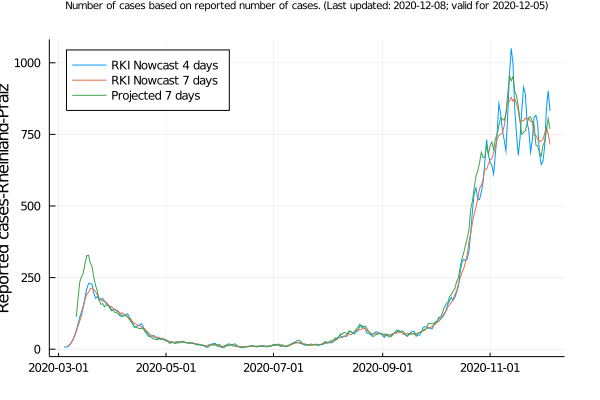 Number of cases based on reported number of cases. (Last updated: 2020-12-08; valid for 2020-12-05)
RKI Nowcast 4 days
RKI Nowcast 7 days
Projected 7 days
Reported cases-Rheinland-Pfalz
1000
750
500
250
0
2020-03-01
2020-05-01
2020-07-01
2020-09-01
2020-11-01